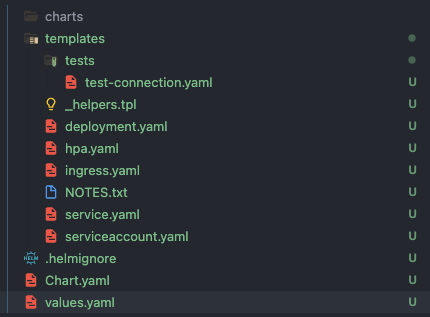 charts
templates
tests
test-connection.yaml U
_helpers.tpl U
deployment.yaml U
hpa.yaml U
ingress.yaml U
NOTES.txt U
service.yaml U
serviceaccount.yaml U
HELM .helmignore U
Chart.yaml U
values.yaml U